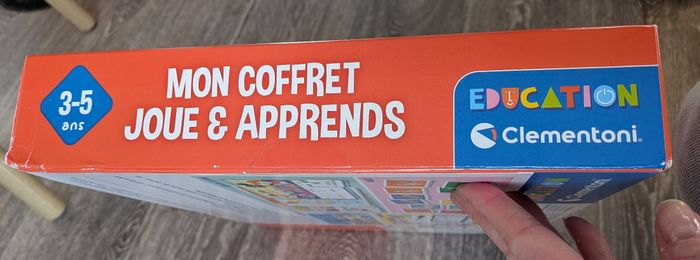 3-5
ans
MON COFFRET
JOUE & APPRENDS
EDUCATION
Clementoni.